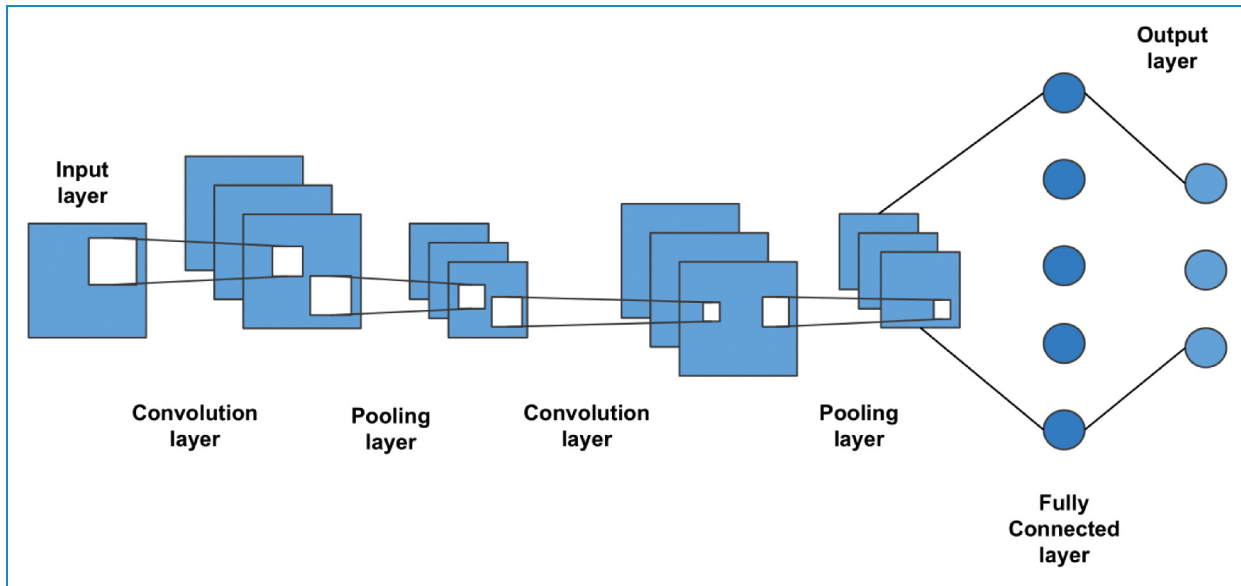 Input
layer
Convolution
layer
Pooling
layer
Convolution
layer
Pooling
layer
Fully
Connected
layer
Output
layer